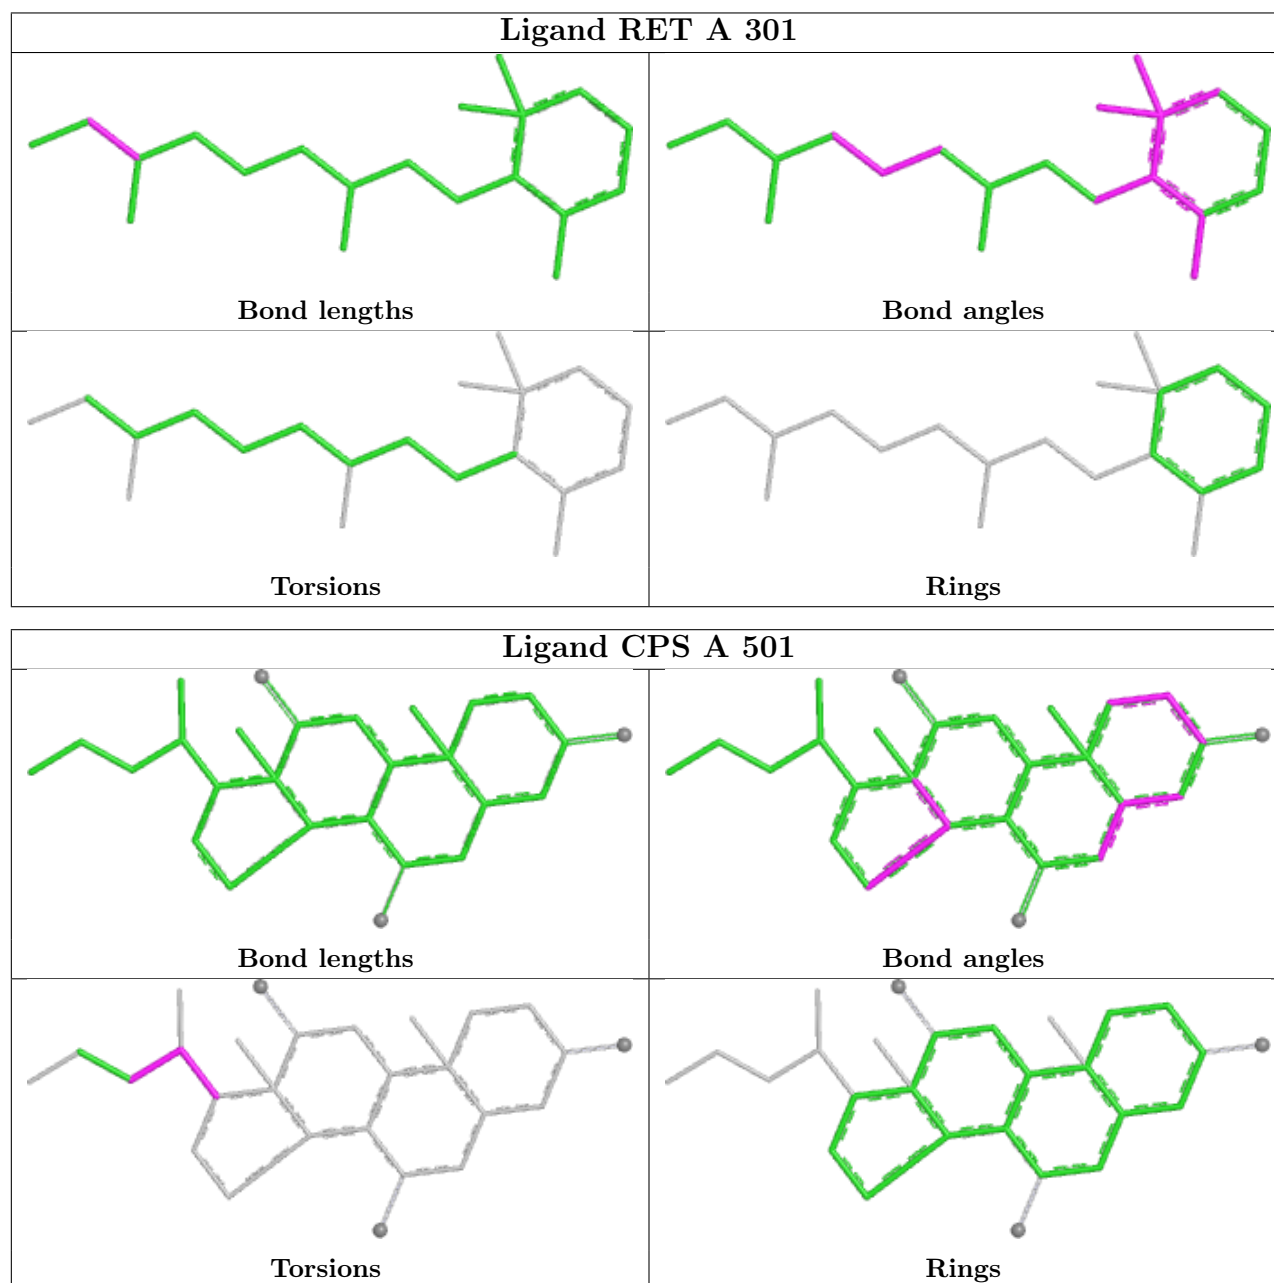 Ligand RET A 301
Bond lengths
Bond angles
Torsions
Rings
Ligand CPS A 501
Bond lengths
Bond angles
Torsions
Rings